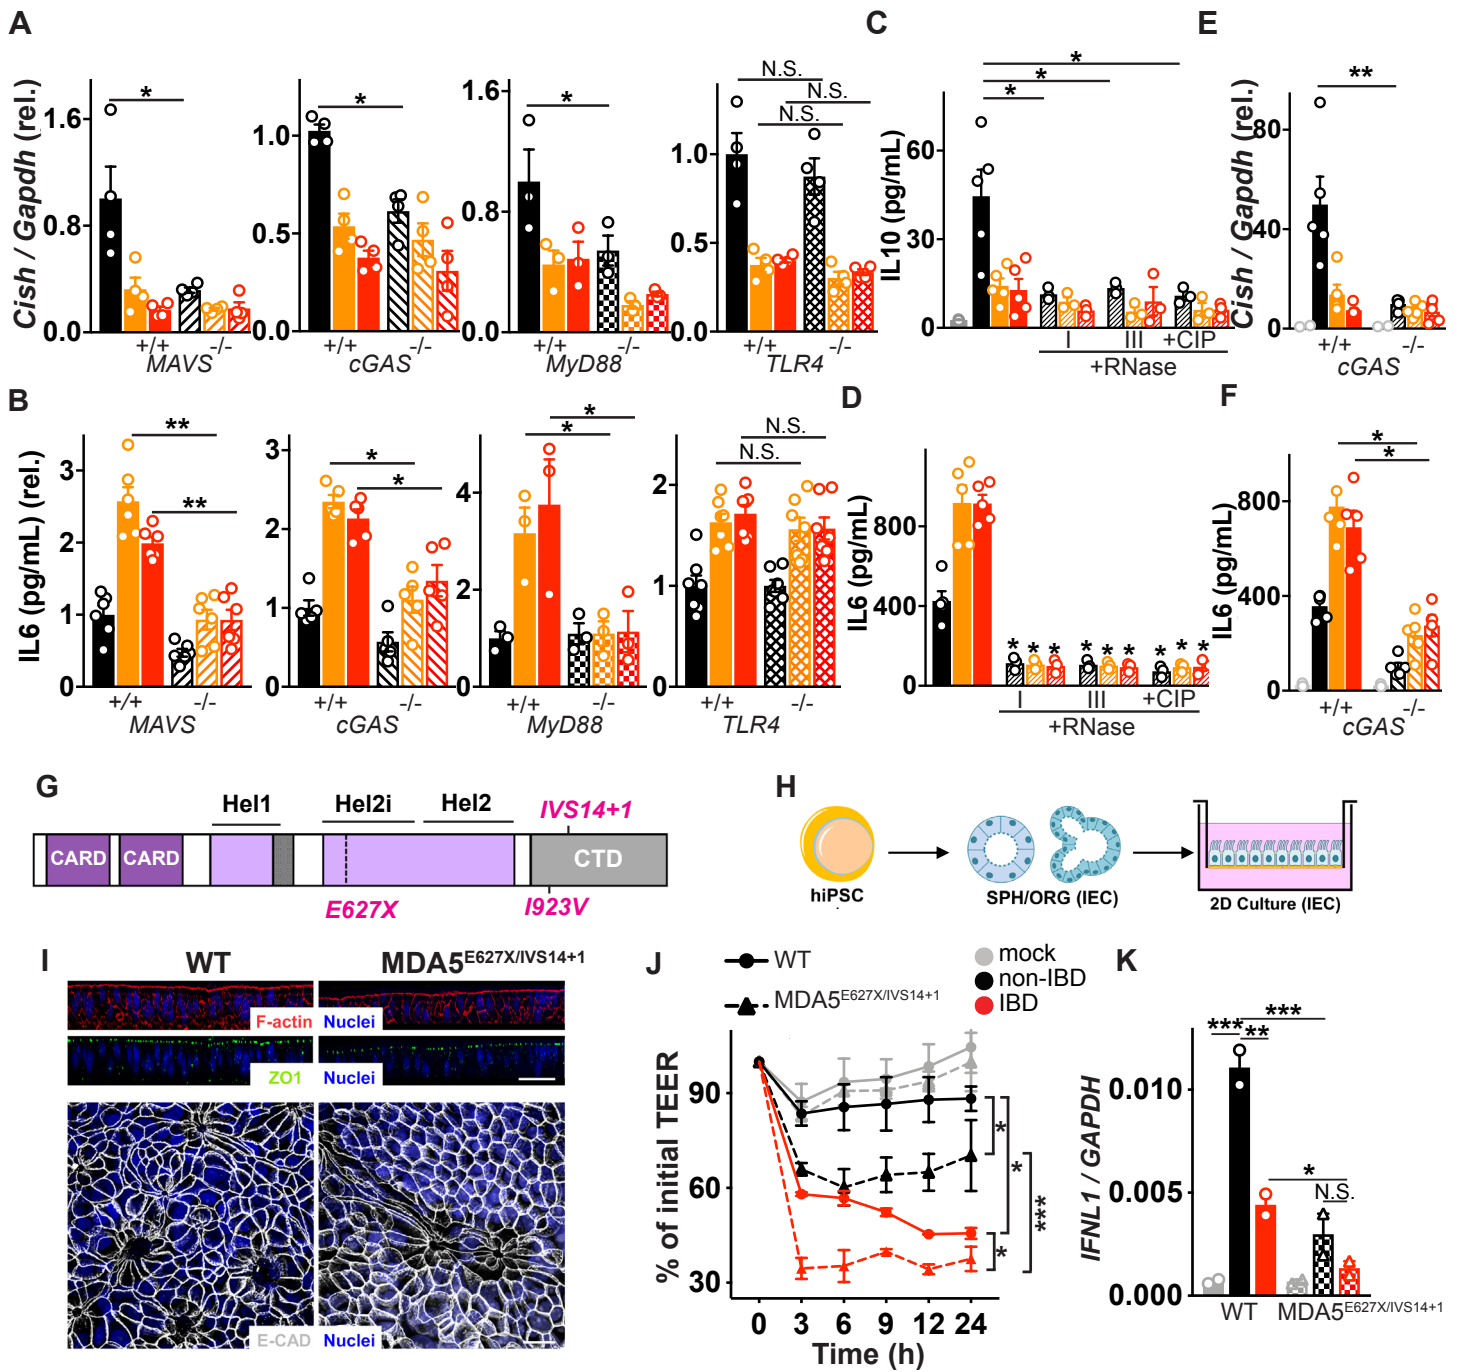 A
Cish / Gapdh (rel.)
1.6
0.8
0.0
*
+/+ -/-
MAVS
1.0
0.5
0.0
*
+/+ -/-
cGAS
1.6
0.8
0.0
*
+/+ -/-
MyD88
1.0
0.5
0.0
N.S.
N.S.
N.S.
+/+ -/-
TLR4
C
IL10 (pg/mL)
60
30
0
*
*
*
I III +CIP
+RNase
E
Cish / Gapdh (rel.)
80
40
0
**
+/+ -/-
cGAS
B
IL6 (pg/mL) (rel.)
3
2
1
0
**
**
+/+ -/-
MAVS
3
2
1
0
*
*
+/+ -/-
cGAS
4
2
0
*
*
+/+ -/-
MyD88
2
1
0
N.S.
N.S.
+/+ -/-
TLR4
D
IL6 (pg/mL)
800
400
0
* * * * * * * * *
I III +CIP
+RNase
F
IL6 (pg/mL)
800
400
0
*
*
+/+ -/-
cGAS
G
Hel1 Hel2i Hel2
IVS14+1
CARD CARD CTD
E627X I923V
H
hiPSC
SPH/ORG (IEC)
2D Culture (IEC)
I
WT MDA5E627X/IVS14+1
F-actin Nuclei
ZO1 Nuclei
E-CAD Nuclei
J
WT
MDA5E627X/IVS14+1
mock
non-IBD
IBD
% of initial TEER
90
60
30
0 3 6 9 12 24
Time (h)
*
*
*
***
K
IFNL1 / GAPDH
0.010
0.005
0.000
***
*** **
*
N.S.
WT MDA5E627X/IVS14+1